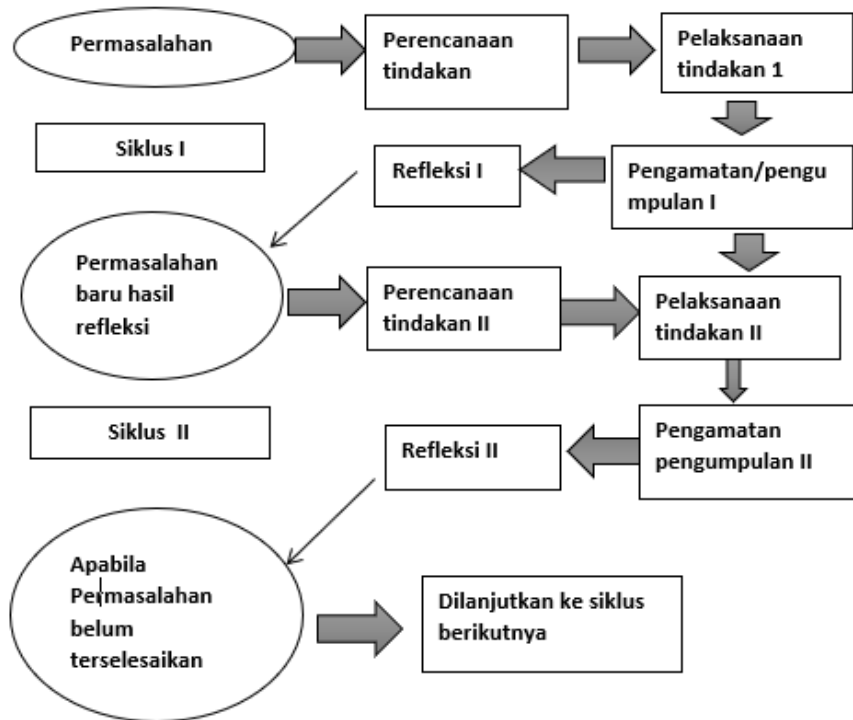 Permasalahan
Perencanaan
tindakan
Pelaksanaan
tindakan 1
Siklus I
Refleksi I
Pengamatan/pengu
mpulan I
Permasalahan
baru hasil
refleksi
Perencanaan
tindakan II
Pelaksanaan
tindakan II
Siklus II
Refleksi II
Pengamatan
pengumpulan II
Apabila
Permasalahan
belum
terselesaikan
Dilanjutkan ke siklus
berikutnya